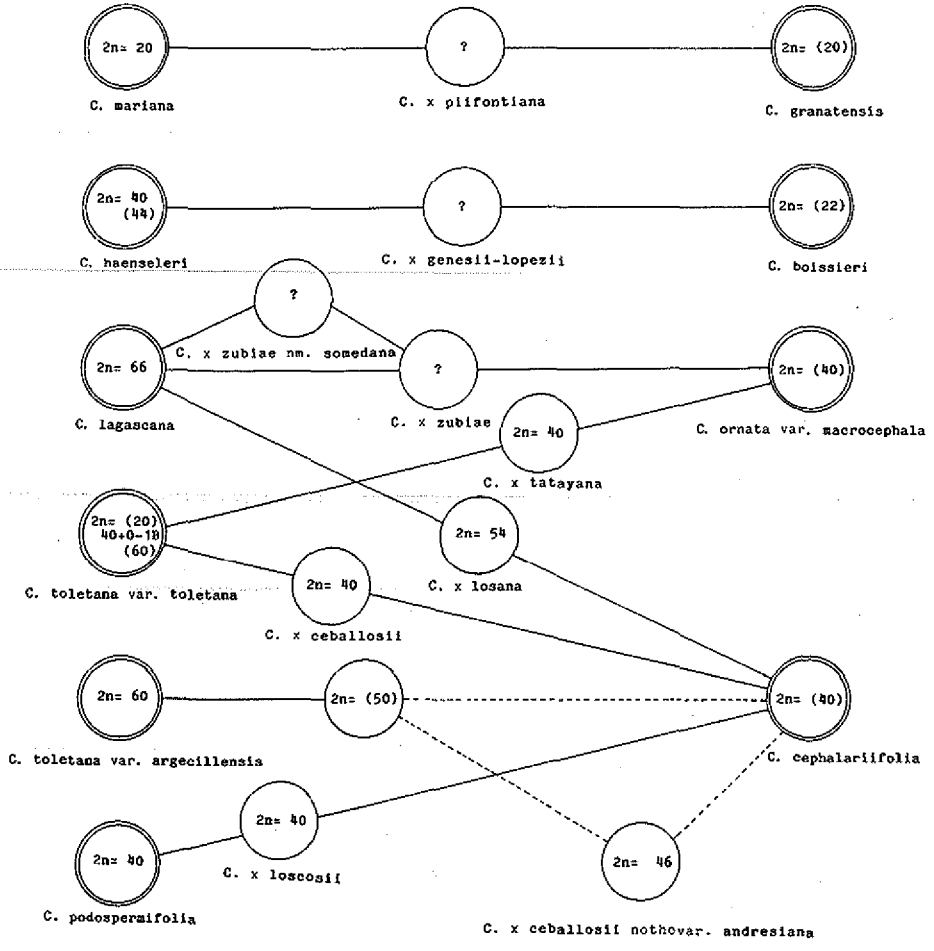 2n= 20
?
2n= (20)
C. mariana
C. x piifontiana
C. granatensis
2n= 40
(44)
?
2n= (22)
C. haenseleri
C. x genesii-lopezii
C. boissieri
?
C. x zubiae nm. somedana
2n= 66
?
2n= (40)
C. lagascana
C. x zubiae
C. ornata var. macrocephala
2n= 40
C. x tatayana
2n= (20)
40+0-1B
(60)
2n= 54
C. toletana var. toletana
C. x losana
2n= 40
C. x ceballosii
2n= 60
2n= (50)
2n= (40)
C. toletana var. argecillensis
C. cephalariifolia
2n= 40
C. x loscosii
2n= 40
2n= 46
C. podospermifolia
C. x ceballosii nothovar. andresiana